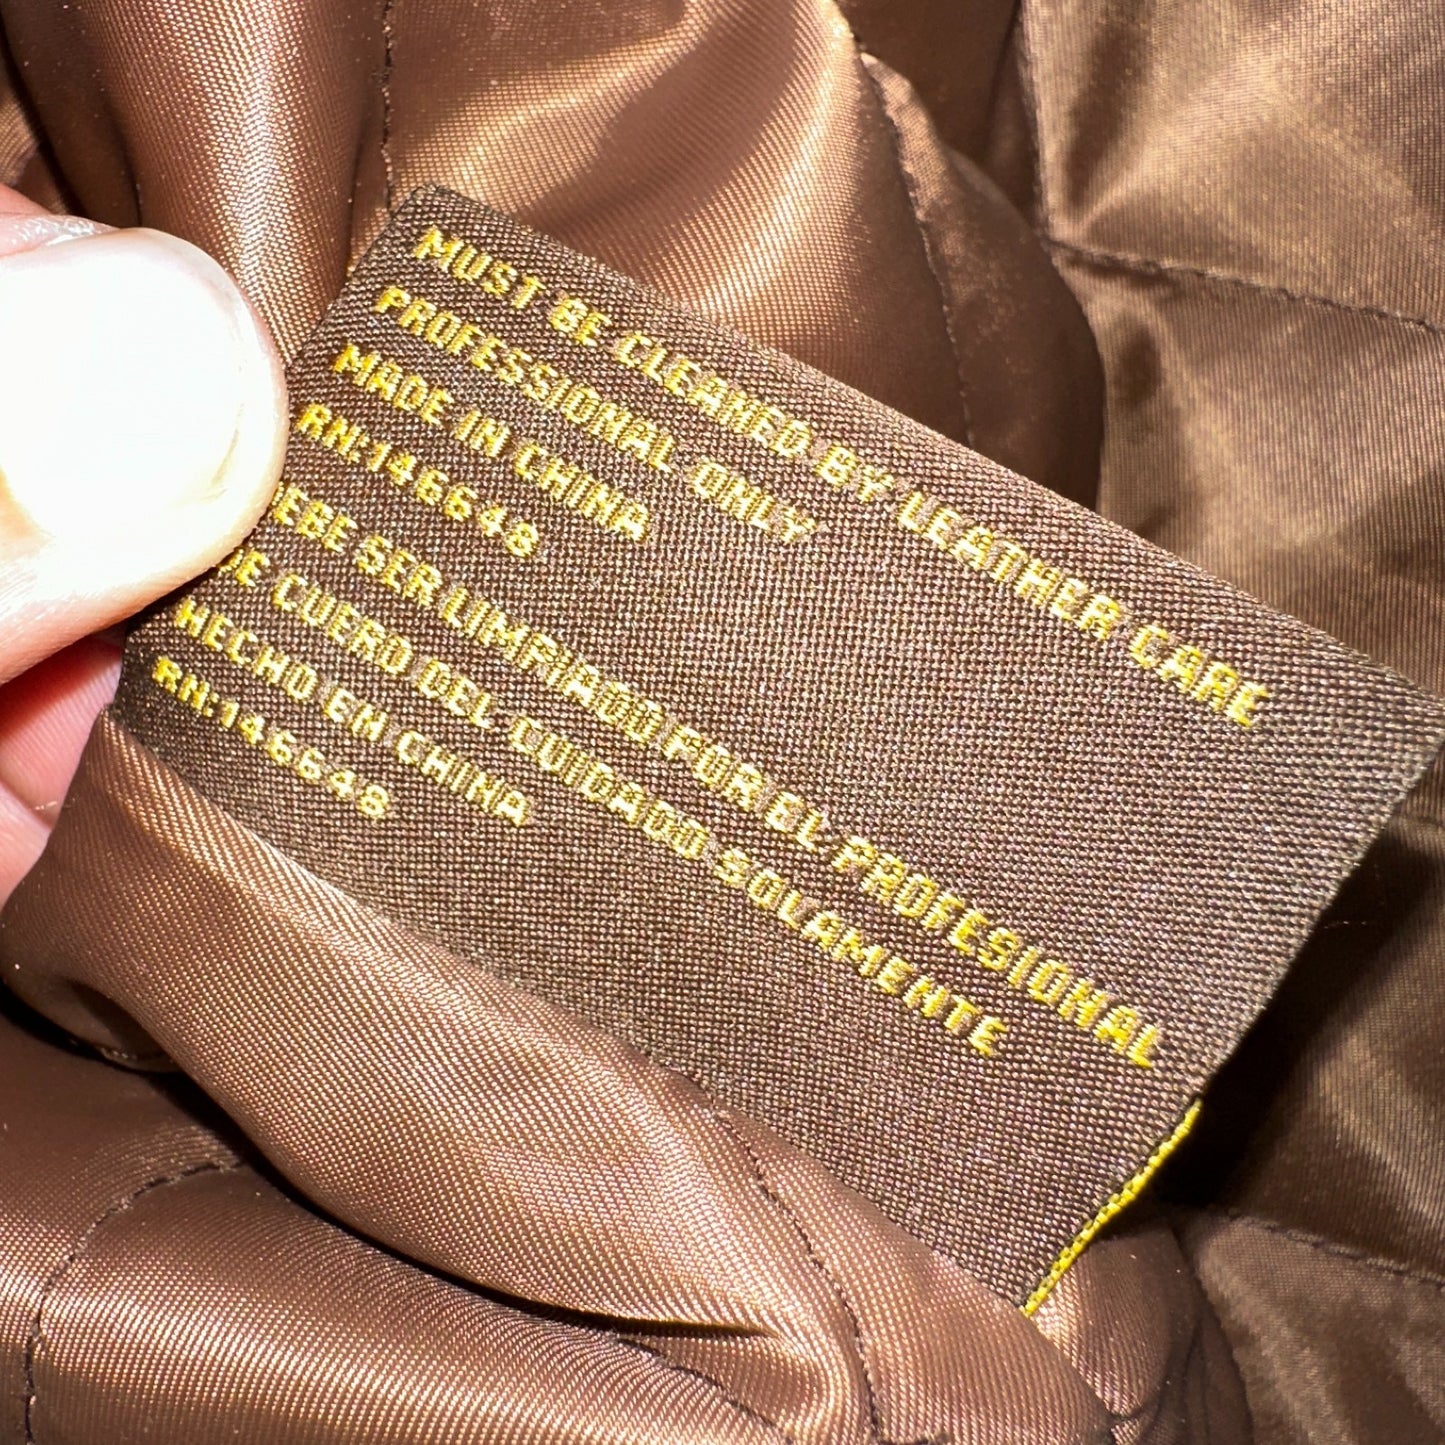 MUST BE CLEANED BY LEATHER CARE
PROFESSIONAL ONLY
MADE IN CHINA
RN:146648
DEBE SER LIMPIADO POR EL PROFESIONAL
DE CUERO DEL CUIDADO SOLAMENTE
HECHO EN CHINA
RN:146648